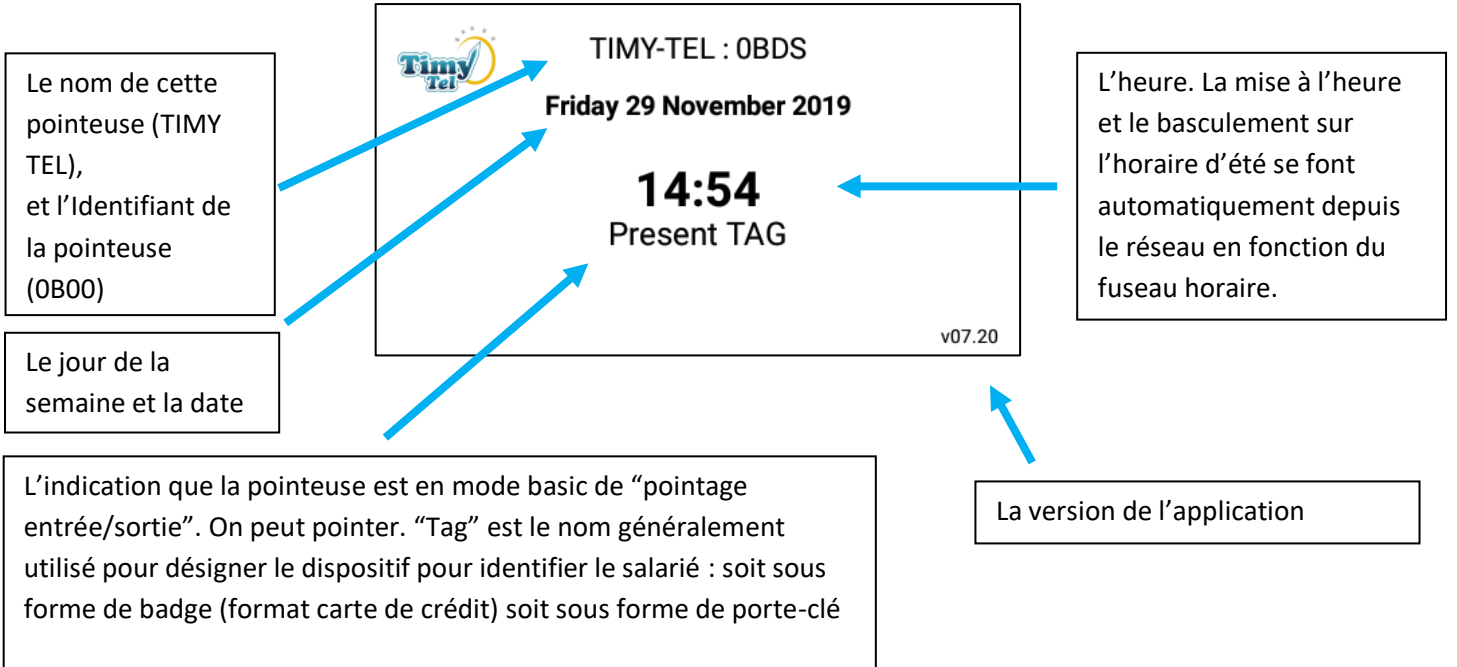 Timy
Tel
TIMY-TEL : 0BDS
Friday 29 November 2019
14:54
Present TAG
v07.20
Le nom de cette
pointeuse (TIMY
TEL),
et l’Identifiant de
la pointeuse
(0B00)
Le jour de la
semaine et la date
L’heure. La mise à l’heure
et le basculement sur
l’horaire d’été se font
automatiquement depuis
le réseau en fonction du
fuseau horaire.
L’indication que la pointeuse est en mode basic de “pointage
entrée/sortie”. On peut pointer. “Tag” est le nom généralement
utilisé pour désigner le dispositif pour identifier le salarié : soit sous
forme de badge (format carte de crédit) soit sous forme de porte-clé
La version de l’application